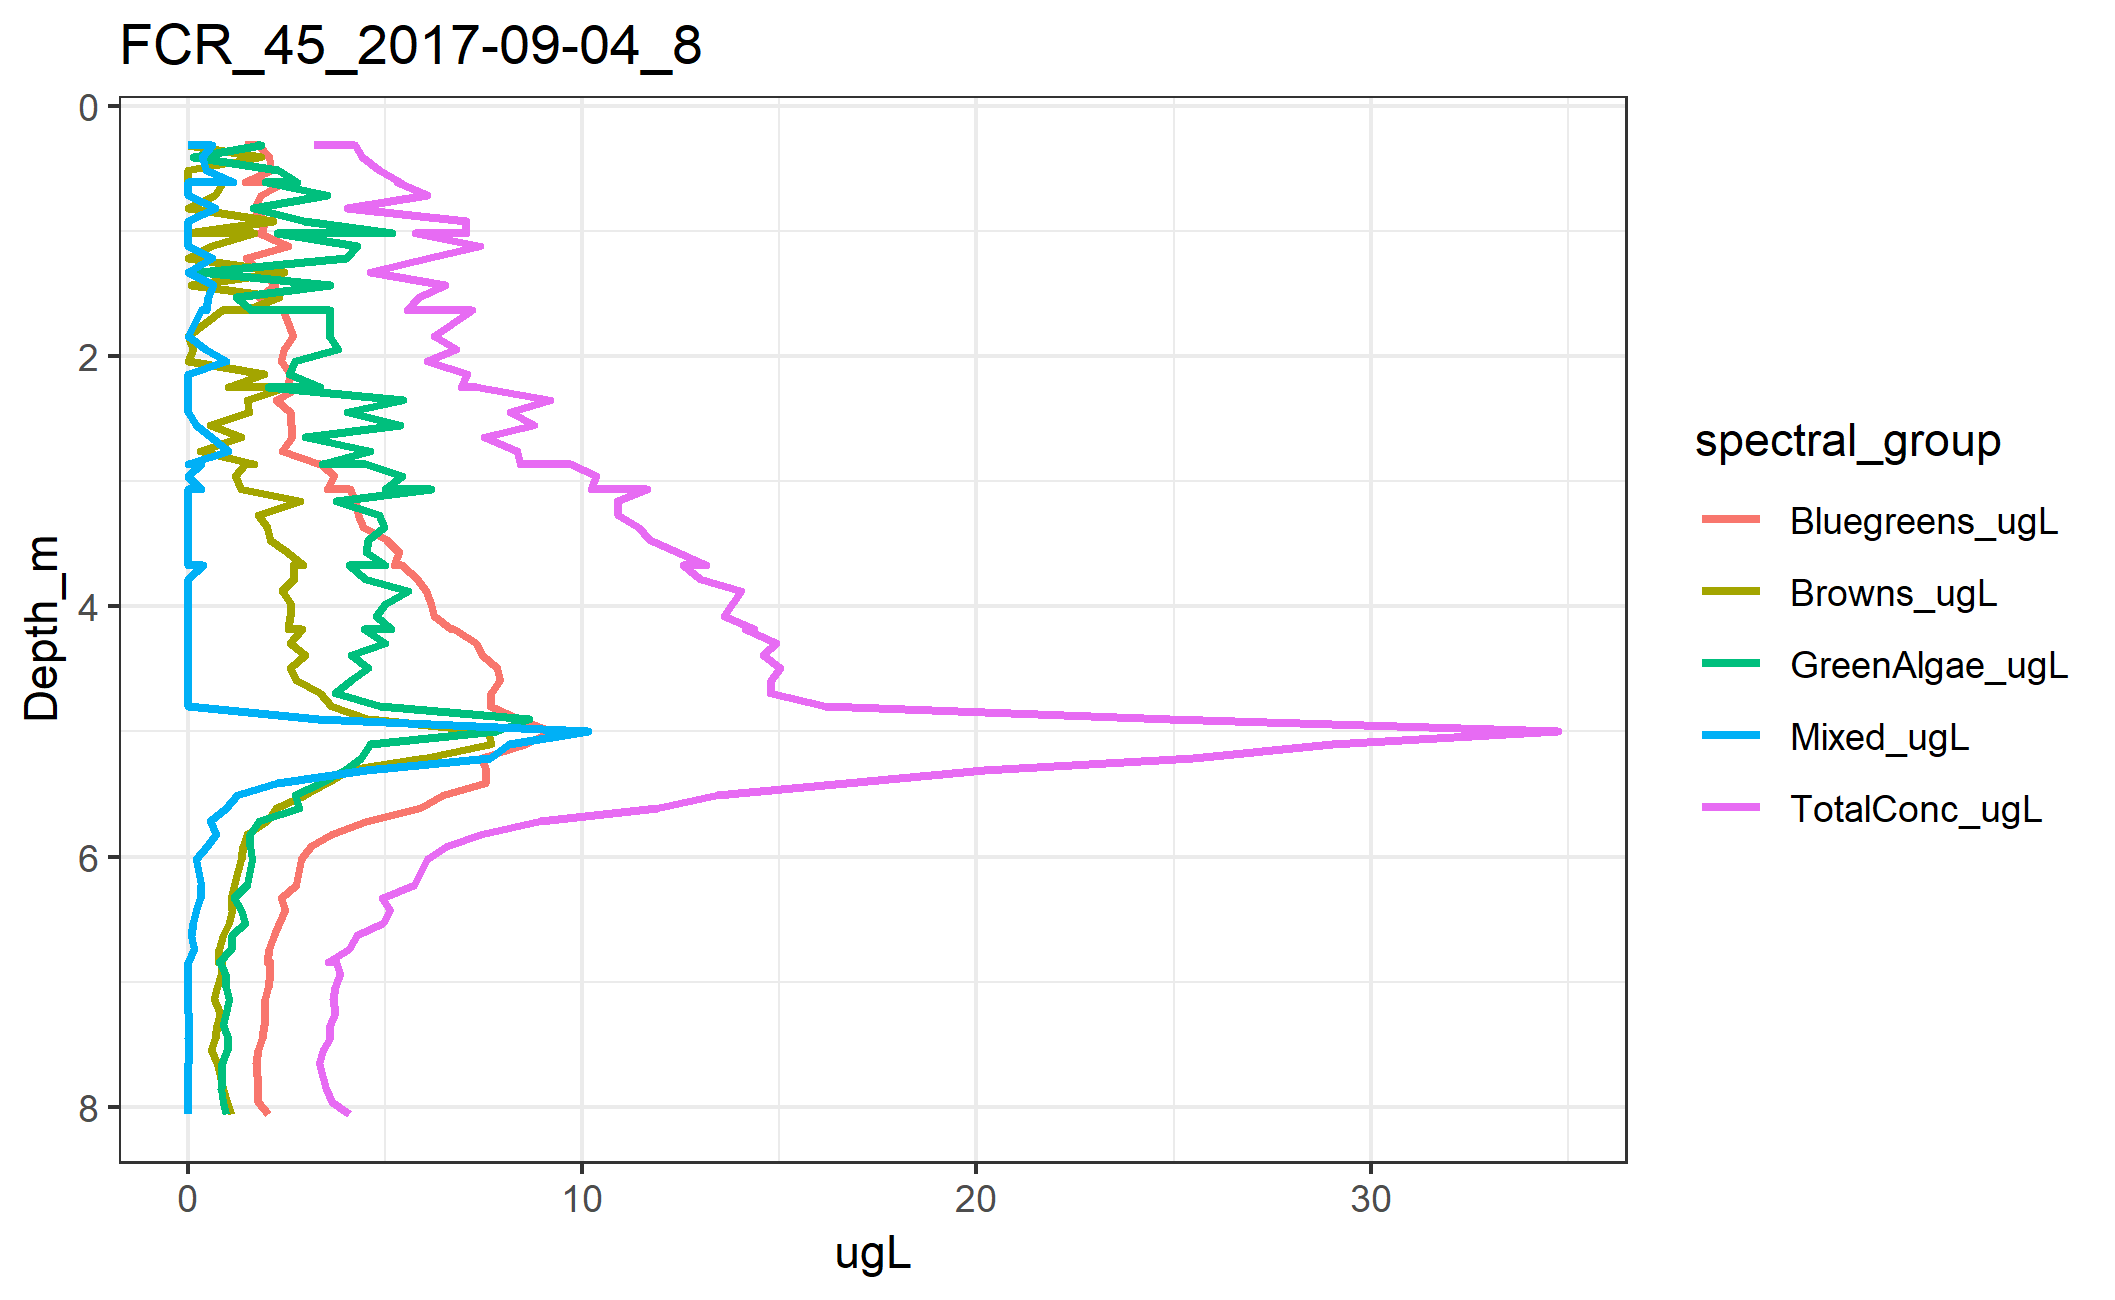 FCR_45_2017-09-04_8
0
2
4
6
8
Depth_m
0 10 20 30
ugL
spectral_group
Bluegreens_ugL
Browns_ugL
GreenAlgae_ugL
Mixed_ugL
TotalConc_ugL